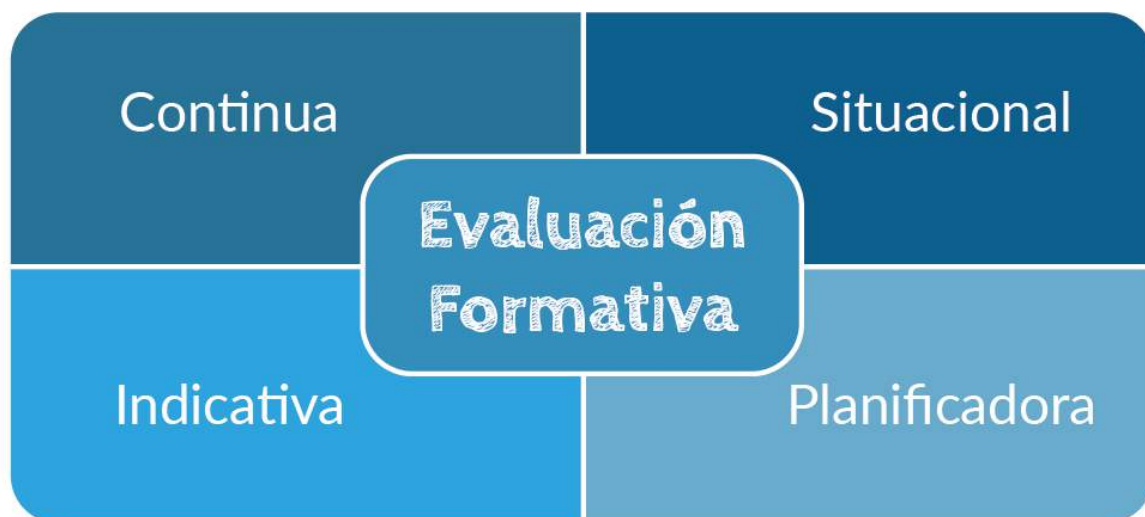 Continua
Situacional
Evaluación
Formativa
Indicativa
Planificadora